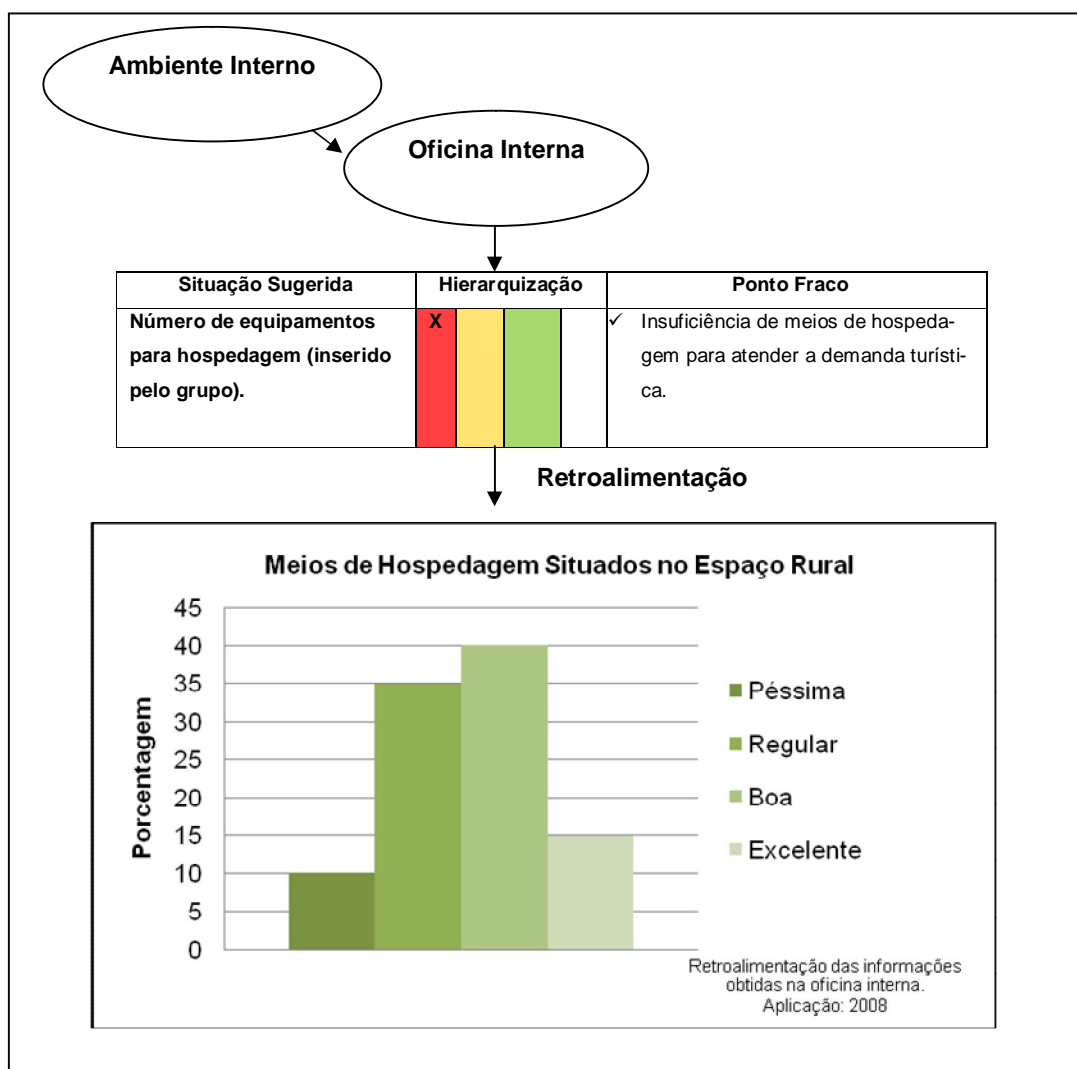 Ambiente Interno
Oficina Interna
Situação Sugerida Hierarquização Ponto Fraco
Número de equipamentos
para hospedagem (inserido
pelo grupo).
X
✓ Insuficiência de meios de hospeda-
gem para atender a demanda turísti-
ca.
Retroalimentação
Meios de Hospedagem Situados no Espaço Rural
Porcentagem
45
40
35
30
25
20
15
10
5
0
Péssima
Regular
Boa
Excelente
Retroalimentação das informações
obtidas na oficina interna.
Aplicação: 2008